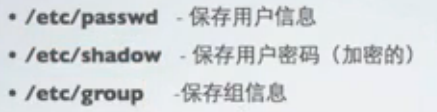 • /etc/passwd - 保存用户信息
• /etc/shadow - 保存用户密码（加密的）
• /etc/group -保存组信息